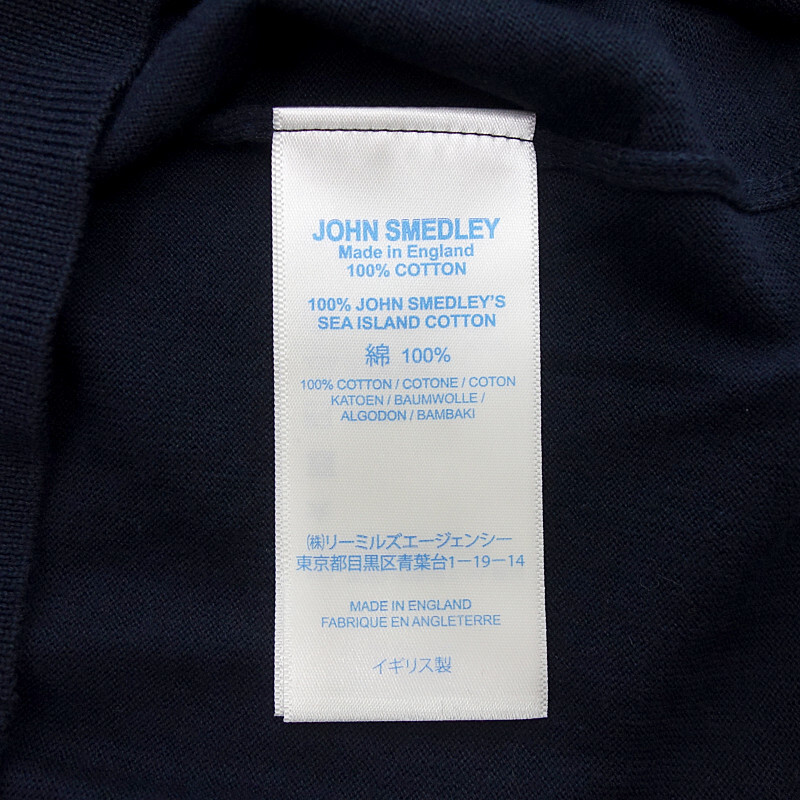 JOHN SMEDLEY
Made in England
100% COTTON
100% JOHN SMEDLEY'S
SEA ISLAND COTTON
綿 100%
100% COTTON / COTONE / COTON
KATOEN / BAUMWOLLE /
ALGODON / BAMBAKI
㈱リーミルズエージェンシー
東京都目黒区青葉台1−19−14
MADE IN ENGLAND
FABRIQUE EN ANGLETERRE
イギリス製